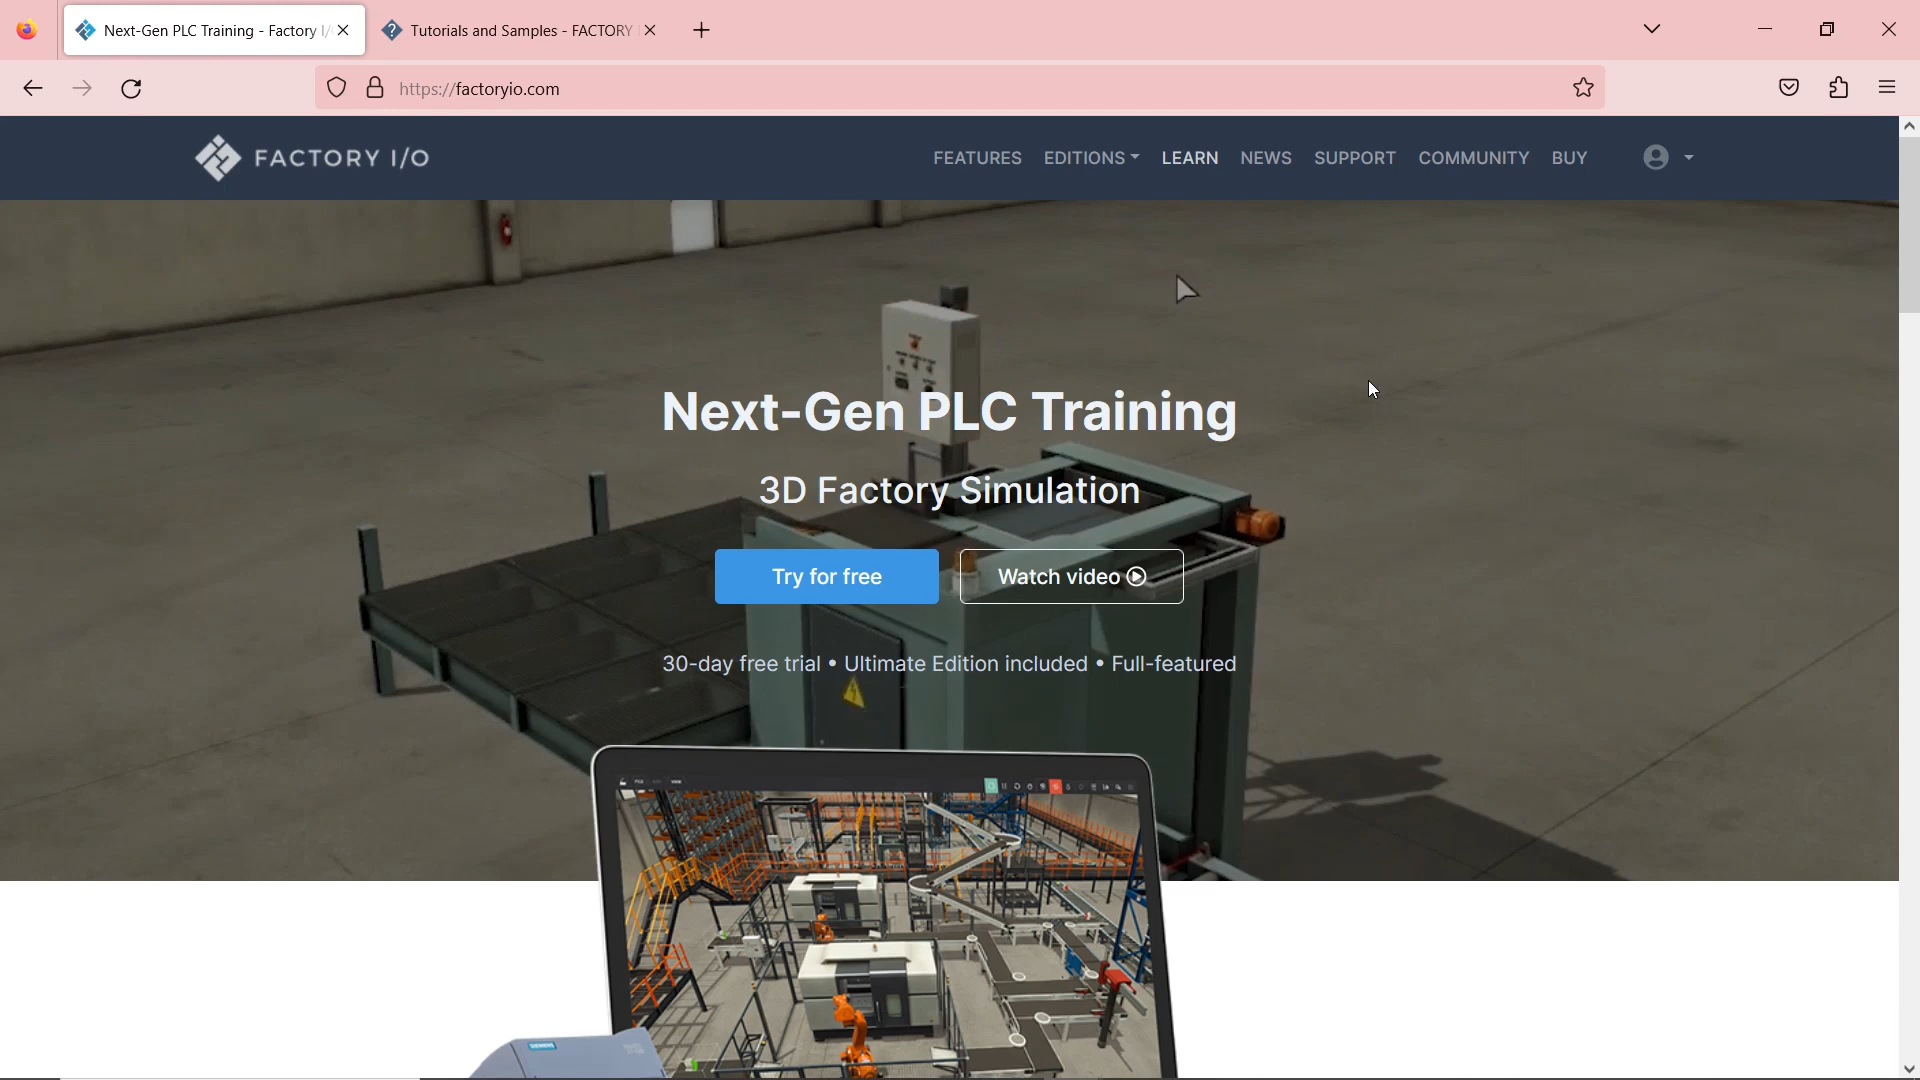 Next-Gen PLC Training - Factory I/
Tutorials and Samples - FACTORY
https://factoryio.com
FACTORY I/O
FEATURES EDITIONS LEARN NEWS SUPPORT COMMUNITY BUY
Next-Gen PLC Training
3D Factory Simulation
Try for free
Watch video
30-day free trial • Ultimate Edition included • Full-featured
SIEMENS